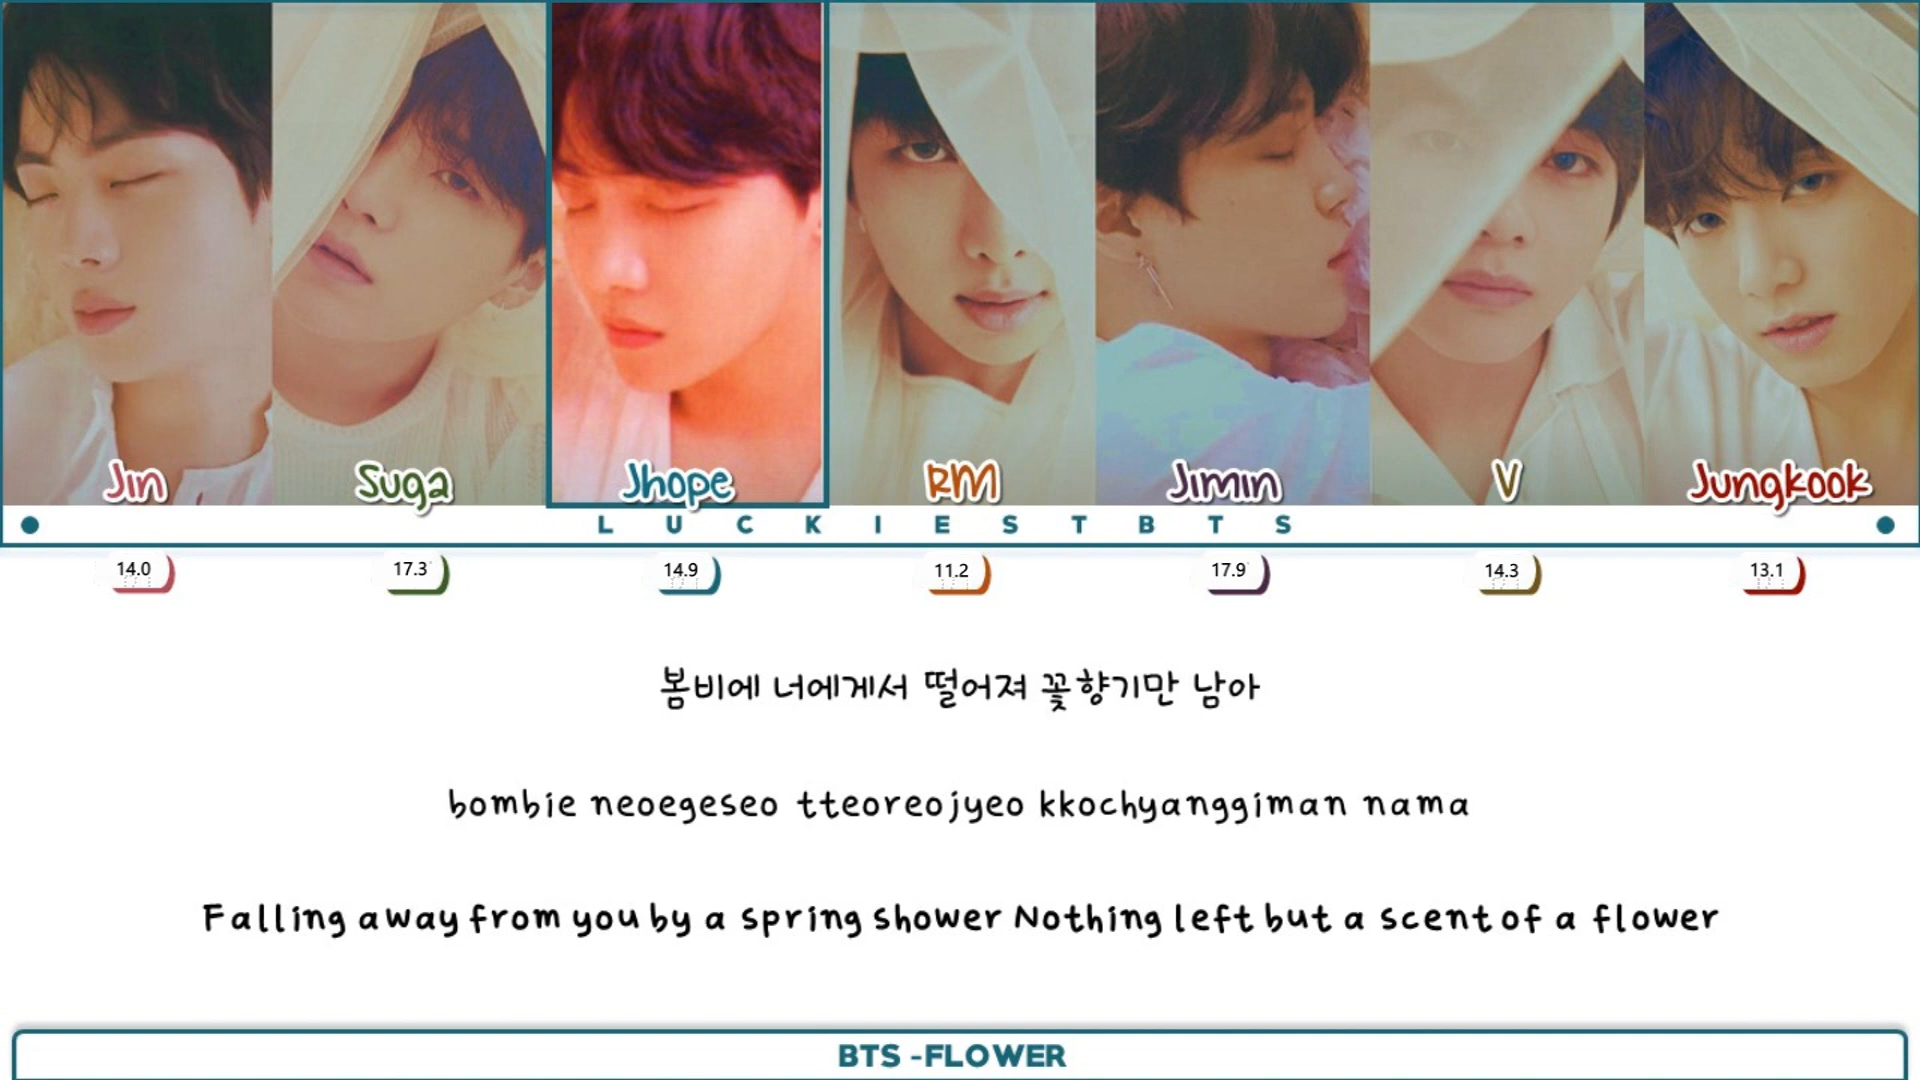 Jin Suga Jhope RM Jimin V Jungkook
LUCKIESTBTS
14.0 17.3 14.9 11.2 17.9 14.3 13.1
봄비에 너에게서 떨어져 꽃향기만 남아
bombie neoegeseo tteoreojyeo kkochyanggiman nama
Falling away from you by a spring shower Nothing left but a scent of a flower
BTS -FLOWER